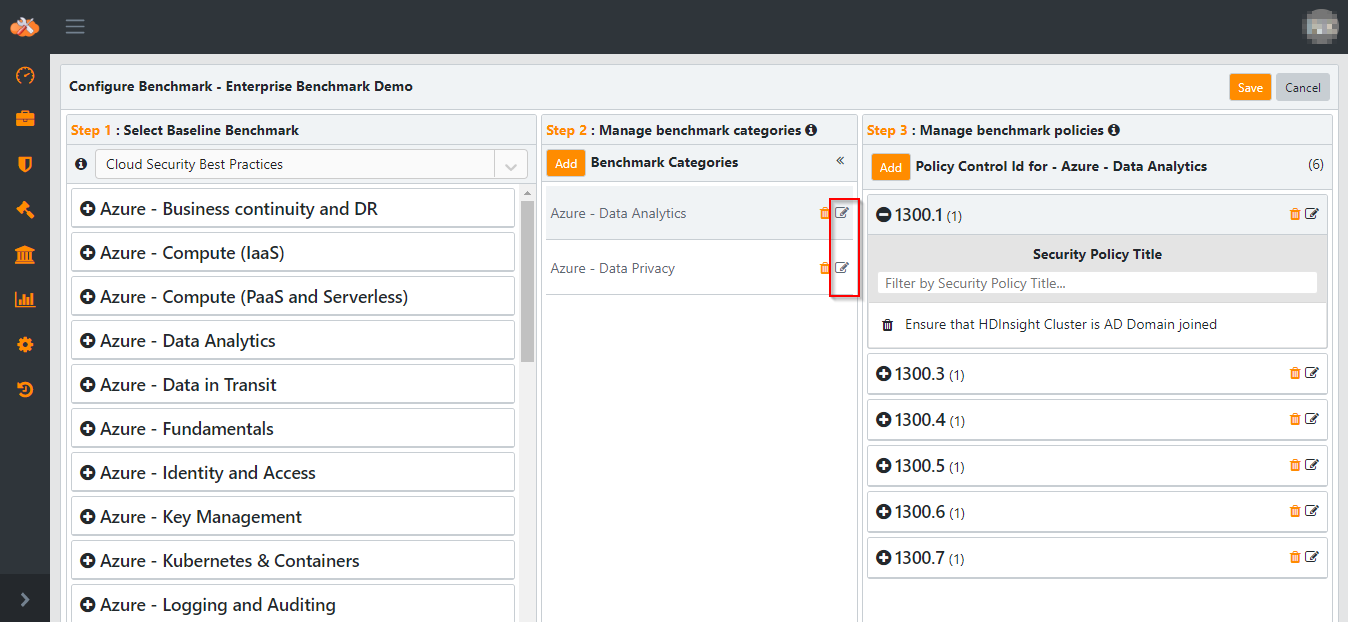 Configure Benchmark - Enterprise Benchmark Demo
Save
Cancel
Step 1 : Select Baseline Benchmark
Cloud Security Best Practices
Azure - Business continuity and DR
Azure - Compute (IaaS)
Azure - Compute (PaaS and Serverless)
Azure - Data Analytics
Azure - Data in Transit
Azure - Fundamentals
Azure - Identity and Access
Azure - Key Management
Azure - Kubernetes & Containers
Azure - Logging and Auditing
Step 2 : Manage benchmark categories
Add Benchmark Categories «
Azure - Data Analytics
Azure - Data Privacy
Step 3 : Manage benchmark policies
Add Policy Control Id for - Azure - Data Analytics (6)
1300.1 (1)
Security Policy Title
Filter by Security Policy Title...
Ensure that HDInsight Cluster is AD Domain joined
1300.3 (1)
1300.4 (1)
1300.5 (1)
1300.6 (1)
1300.7 (1)